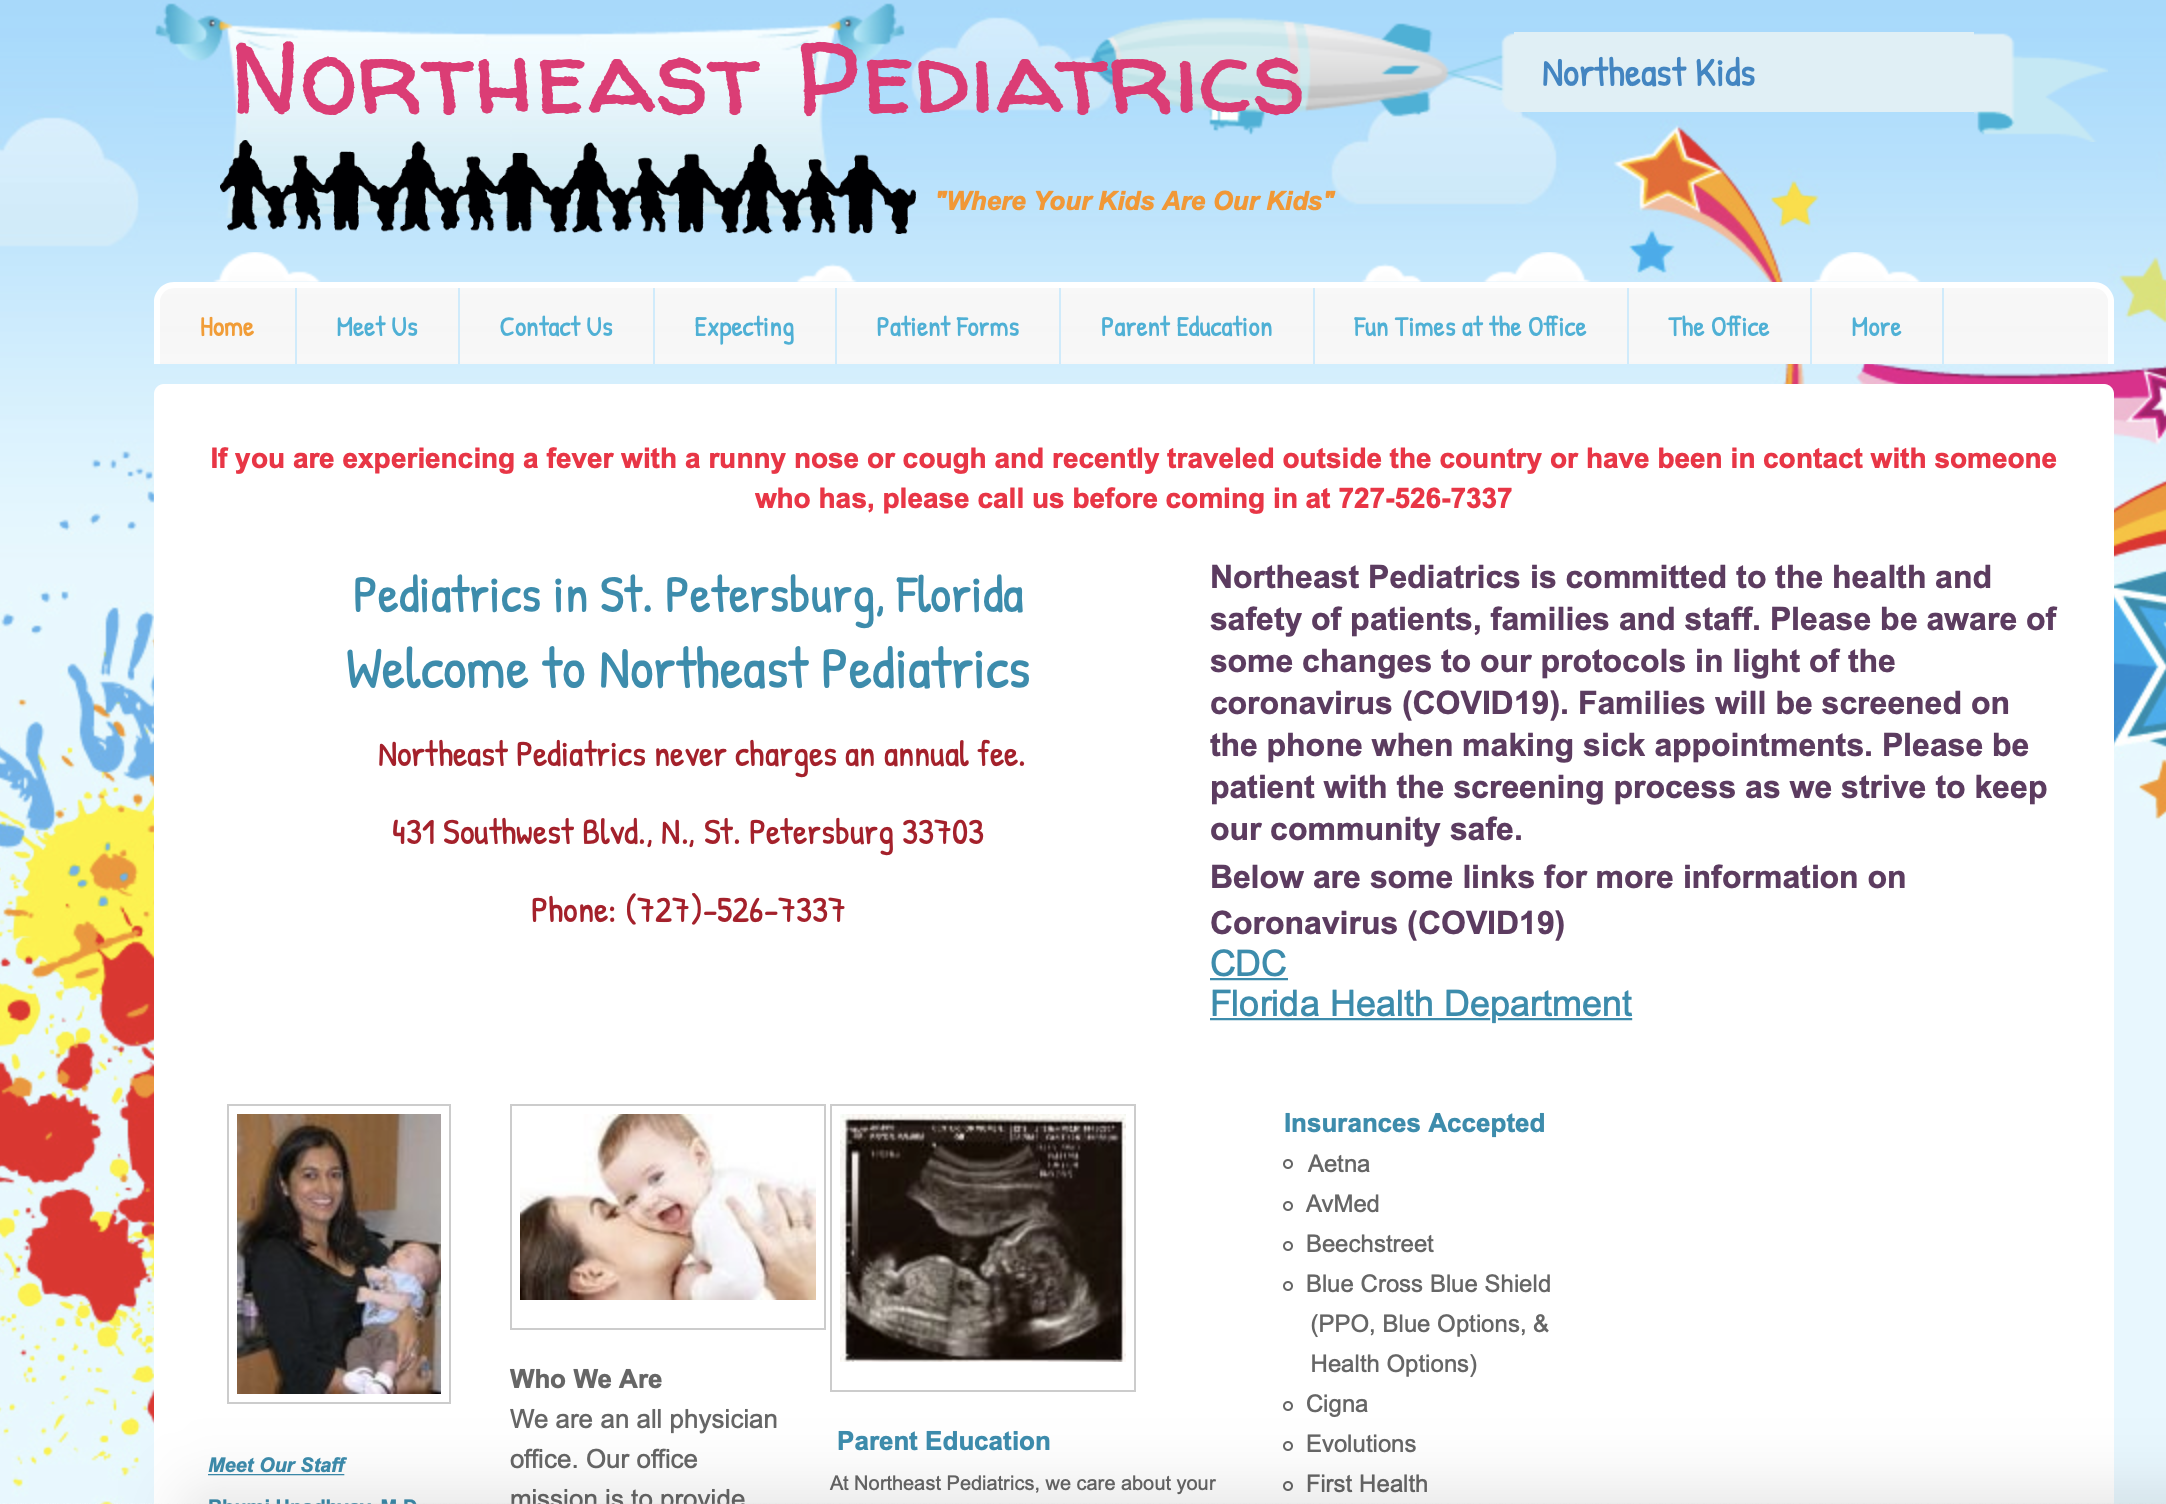 Northeast Pediatrics
Northeast Kids
"Where Your Kids Are Our Kids"
Home
Meet Us
Contact Us
Expecting
Patient Forms
Parent Education
Fun Times at the Office
The Office
More
If you are experiencing a fever with a runny nose or cough and recently traveled outside the country or have been in contact with someone
who has, please call us before coming in at 727-526-7337
Pediatrics in St. Petersburg, Florida
Welcome to Northeast Pediatrics
Northeast Pediatrics never charges an annual fee.
431 Southwest Blvd., N., St. Petersburg 33703
Phone: (727)-526-7337
Northeast Pediatrics is committed to the health and
safety of patients, families and staff. Please be aware of
some changes to our protocols in light of the
coronavirus (COVID19). Families will be screened on
the phone when making sick appointments. Please be
patient with the screening process as we strive to keep
our community safe.
Below are some links for more information on
Coronavirus (COVID19)
CDC
Florida Health Department
Meet Our Staff
Who We Are
We are an all physician
office. Our office
mission is to provide
Parent Education
At Northeast Pediatrics, we care about your
Insurances Accepted
Aetna
AvMed
Beechstreet
Blue Cross Blue Shield
(PPO, Blue Options, &
Health Options)
Cigna
Evolutions
First Health